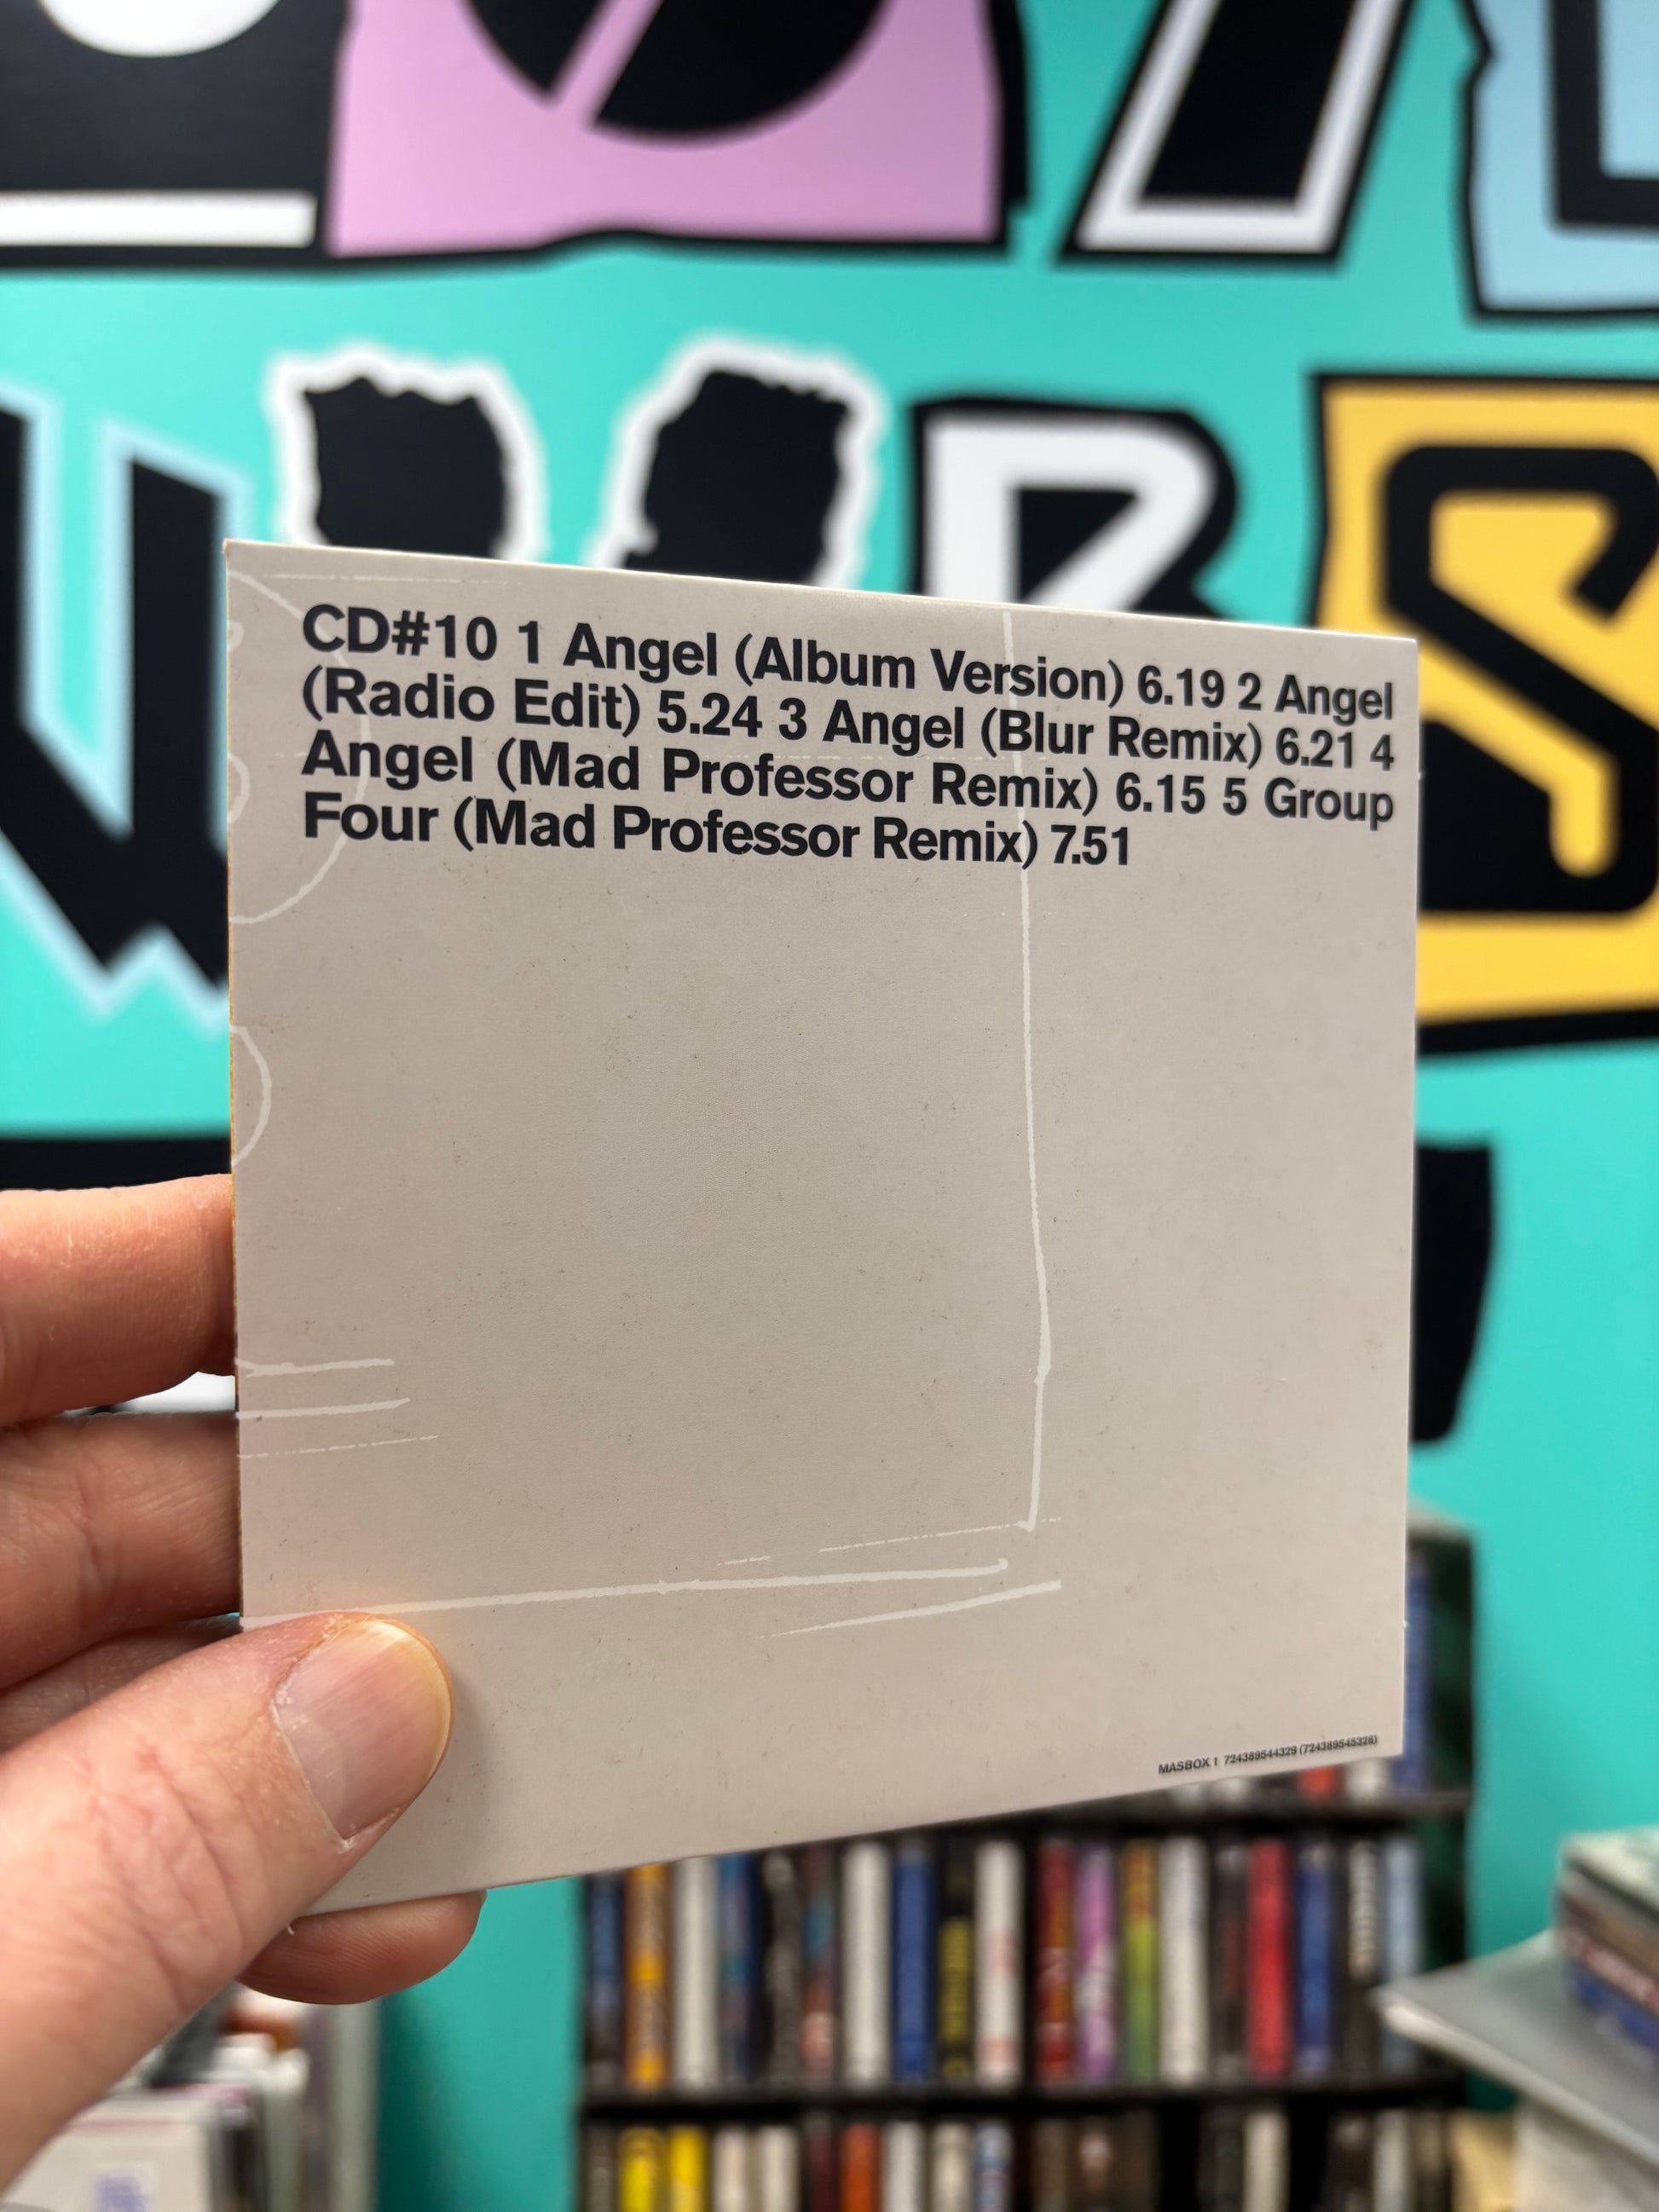 CD#10 1 Angel (Album Version) 6.19 2 Angel
(Radio Edit) 5.24 3 Angel (Blur Remix) 6.21 4
Angel (Mad Professor Remix) 6.15 5 Group
Four (Mad Professor Remix) 7.51
MASBOX 1 724389544329 (724389545326)